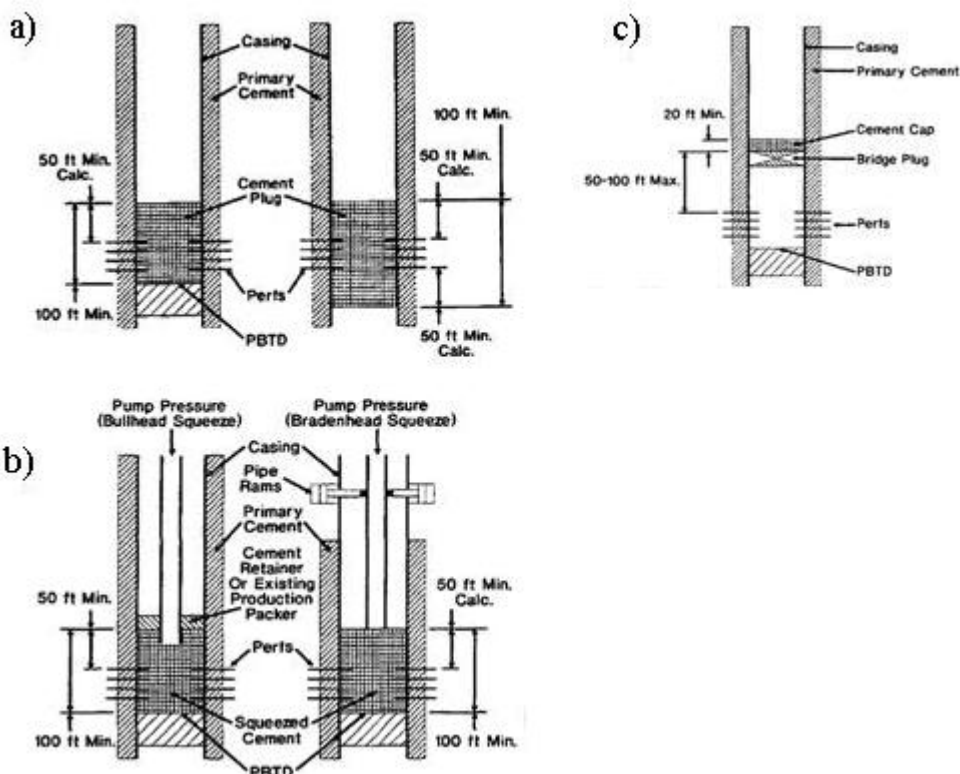 a)
Casing
Primary
Cement
50 ft Min.
Calc.
Cement
Plug
100 ft Min.
Perfs
PBTD
100 ft Min.
50 ft Min.
Calc.
50 ft Min.
Calc.
c)
Casing
Primary Cement
20 ft Min.
Cement Cap
Bridge Plug
50-100 ft Max.
Perfs
PBTD
b)
Pump Pressure
(Bullhead Squeeze)
Pump Pressure
(Bradenhead Squeeze)
Casing
Pipe
Rams
Primary
Cement
Cement
Retainer
Or Existing
Production
Packer
50 ft Min.
50 ft Min.
Calc.
Perfs
Squeezed
Cement
100 ft Min.
100 ft Min.
PBTD